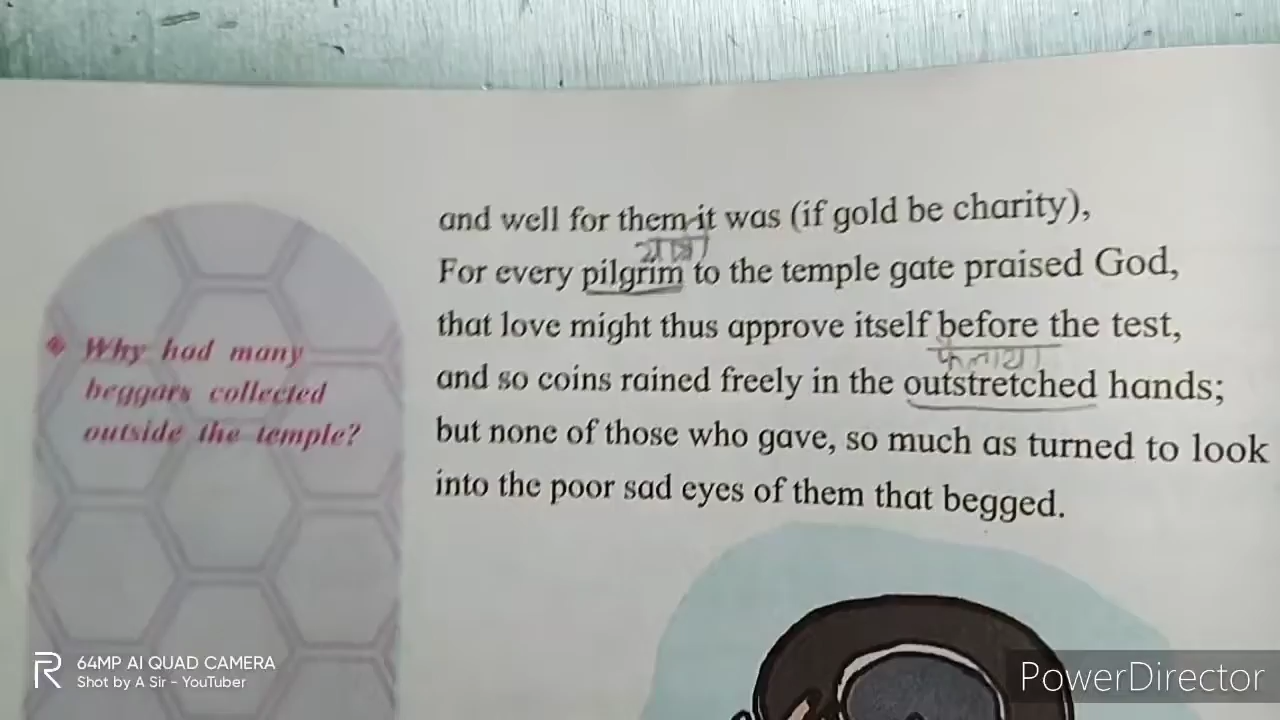 and well for them it was (if gold be charity),
For every pilgrim to the temple gate praised God,
that love might thus approve itself before the test,
and so coins rained freely in the outstretched hands;
but none of those who gave, so much as turned to look
into the poor sad eyes of them that begged.
Why had many
beggars collected
outside the temple?
64MP AI QUAD CAMERA
Shot by A Sir - YouTuber
PowerDirector